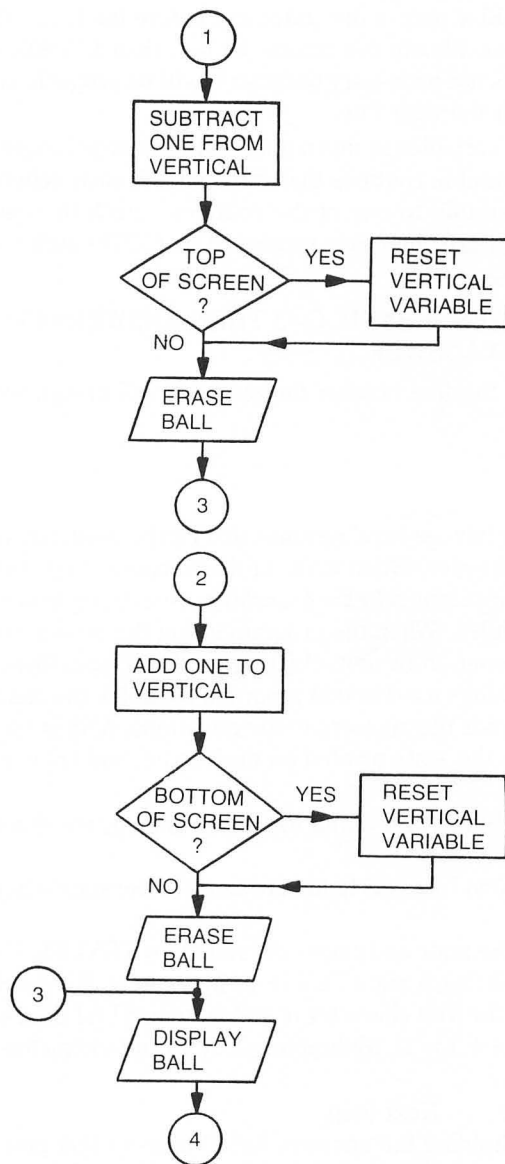 1
SUBTRACT
ONE FROM
VERTICAL
TOP
OF SCREEN
?
YES
RESET
VERTICAL
VARIABLE
NO
ERASE
BALL
3
2
ADD ONE TO
VERTICAL
BOTTOM
OF SCREEN
?
YES
RESET
VERTICAL
VARIABLE
NO
ERASE
BALL
3
DISPLAY
BALL
4